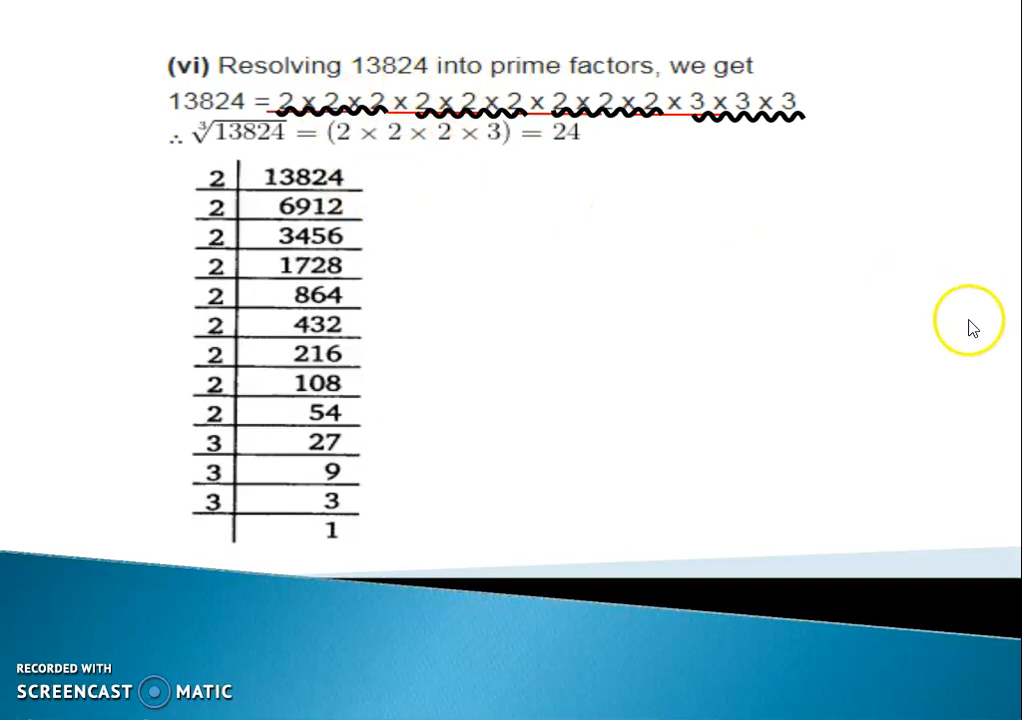 (vi) Resolving 13824 into prime factors, we get
13824 = 2 x 2 x 2 x 2 x 2 x 2 x 2 x 2 x 2 x 3 x 3 x 3
∴ ∛13824 = (2 × 2 × 2 × 3) = 24
2 | 13824
2 | 6912
2 | 3456
2 | 1728
2 | 864
2 | 432
2 | 216
2 | 108
2 | 54
3 | 27
3 | 9
3 | 3
| 1
RECORDED WITH
SCREENCAST MATIC